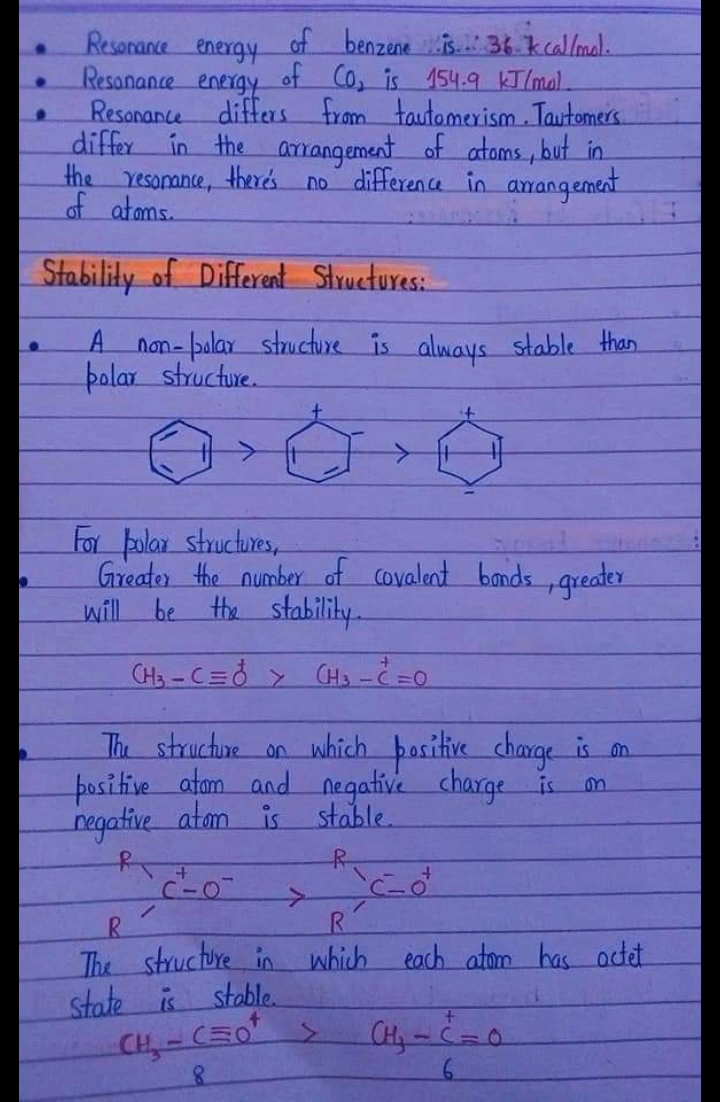 • Resonance energy of benzene is 36 kcal/mol.
• Resonance energy of CO₂ is 154.9 kJ/mol
• Resonance differs from tautomerism. Tautomers
differ in the arrangement of atoms, but in
the resonance, there's no difference in arrangement
of atoms.
Stability of Different Structures:
• A non-polar structure is always stable than
polar structure.
+ + 
> − >
−
For polar structures,
• Greater the number of covalent bonds, greater
will be the stability.
CH₃ – C ≡ O⁺ > CH₃ – C⁺ = O
• The structure on which positive charge is on
positive atom and negative charge is on
negative atom is stable.
R R
C⁺–O⁻ > C⁻–O⁺
R R
The structure in which each atom has octet
state is stable.
CH₃ – C ≡ O⁺ > CH₃ – C⁺ = O
8 6